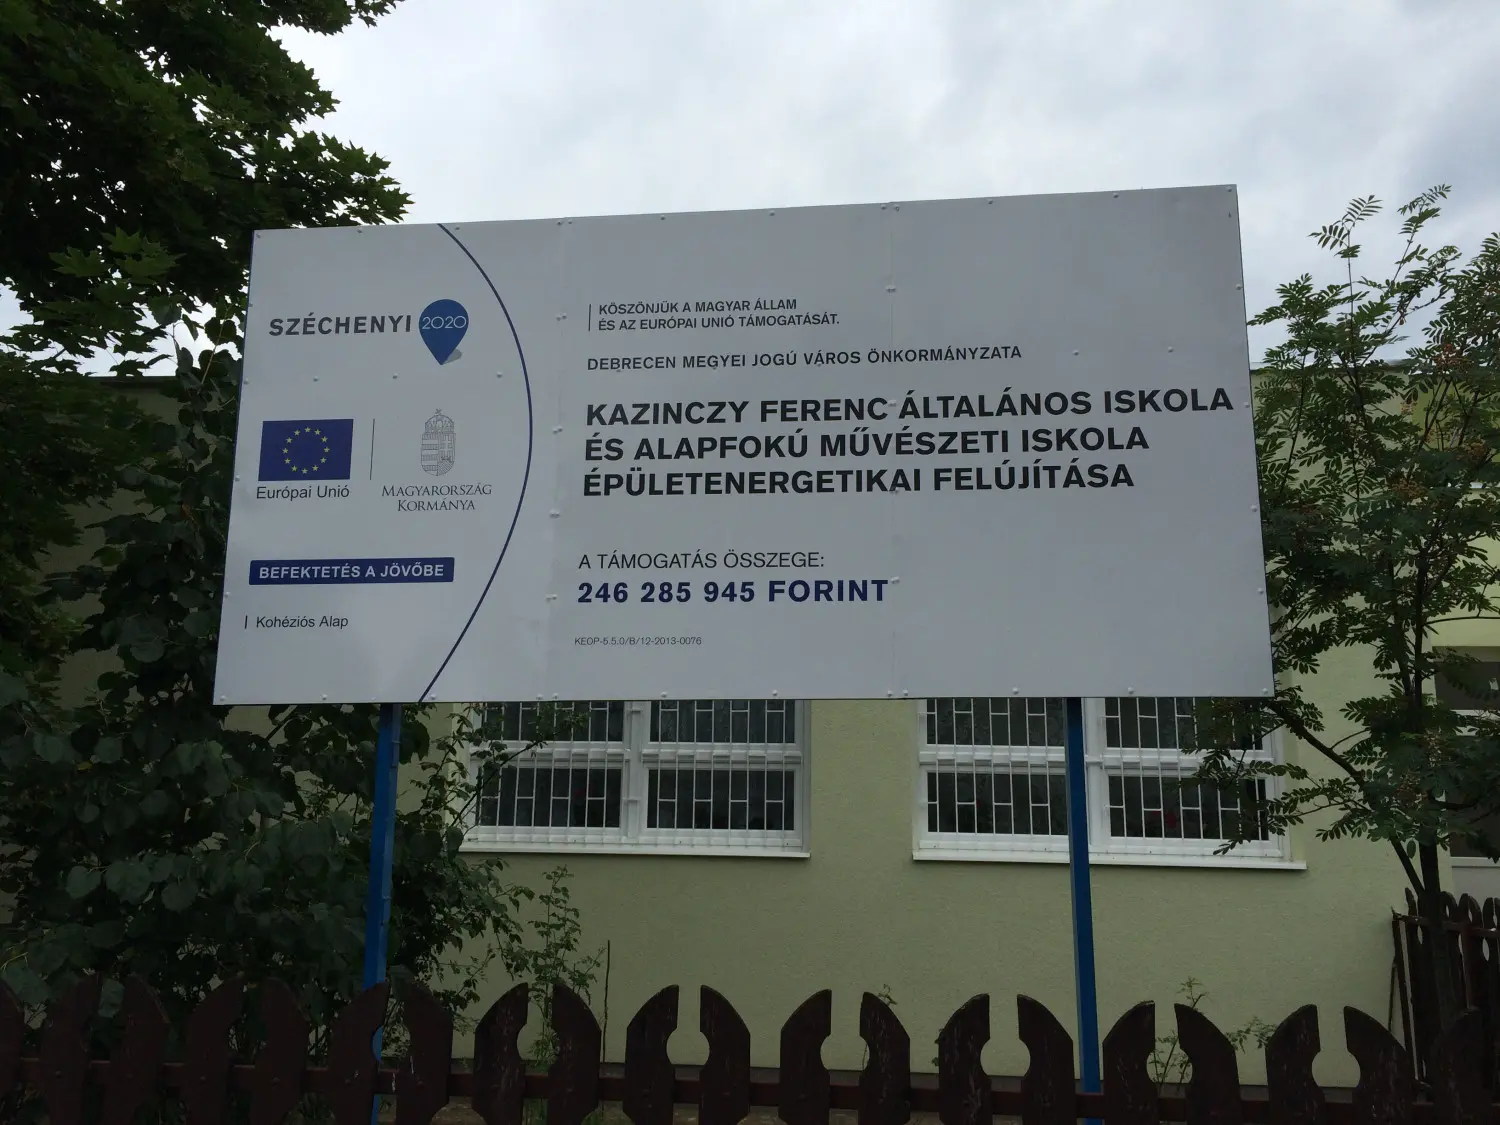 SZÉCHENYI 2020
Európai Unió
MAGYARORSZÁG
KORMÁNYA
BEFEKTETÉS A JÖVŐBE
Kohéziós Alap
KÖSZÖNJÜK A MAGYAR ÁLLAM
ÉS AZ EURÓPAI UNIÓ TÁMOGATÁSÁT.
DEBRECEN MEGYEI JOGÚ VÁROS ÖNKORMÁNYZATA
KAZINCZY FERENC ÁLTALÁNOS ISKOLA
ÉS ALAPFOKÚ MŰVÉSZETI ISKOLA
ÉPÜLETENERGETIKAI FELÚJÍTÁSA
A TÁMOGATÁS ÖSSZEGE:
246 285 945 FORINT
KEOP-5.5.0/B/12-2013-0076